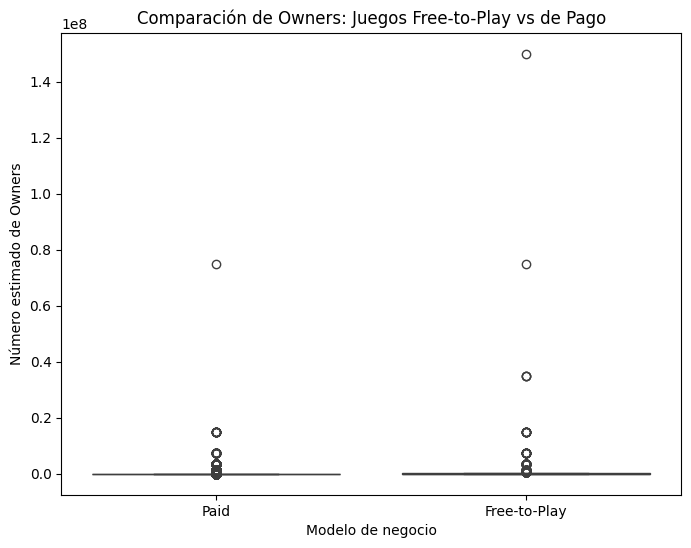 Comparación de Owners: Juegos Free-to-Play vs de Pago
1e8
1.4
1.2
1.0
0.8
0.6
0.4
0.2
0.0
Número estimado de Owners
Paid
Free-to-Play
Modelo de negocio